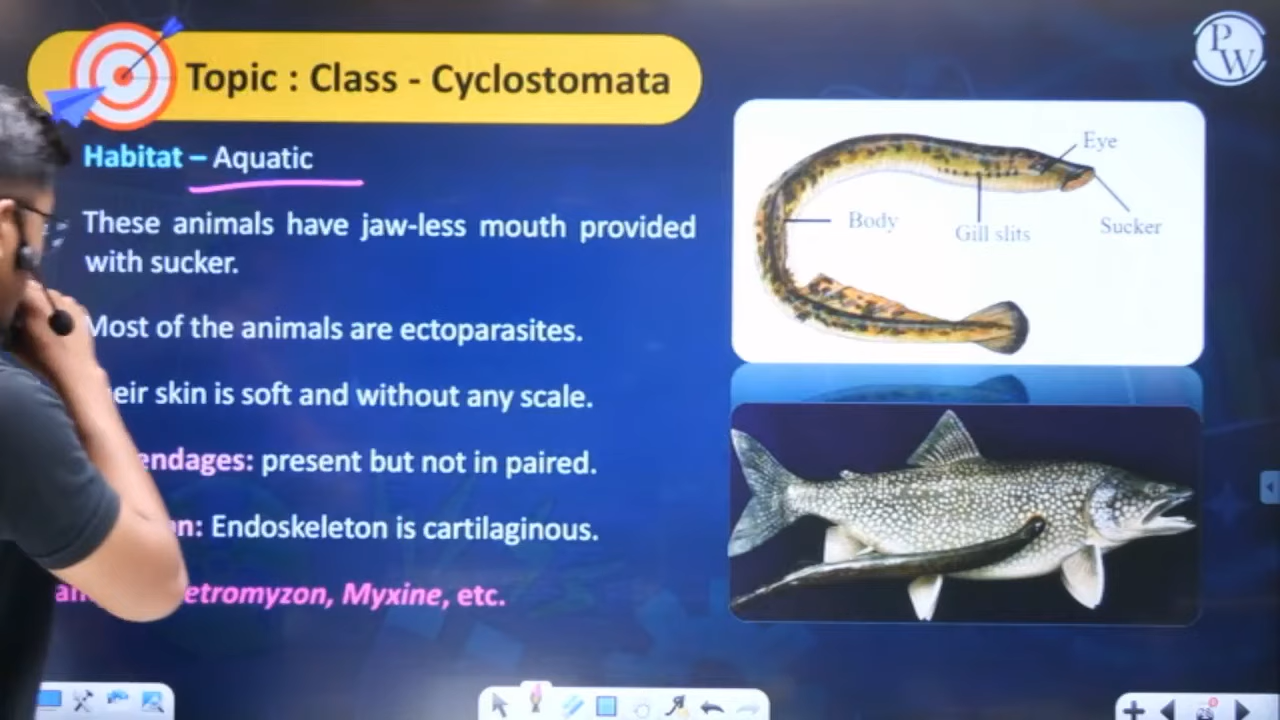 Topic : Class - Cyclostomata
Habitat – Aquatic
These animals have jaw-less mouth provided
with sucker.
Most of the animals are ectoparasites.
eir skin is soft and without any scale.
endages: present but not in paired.
n: Endoskeleton is cartilaginous.
etromyzon, Myxine, etc.
PW
Eye
Body
Gill slits
Sucker